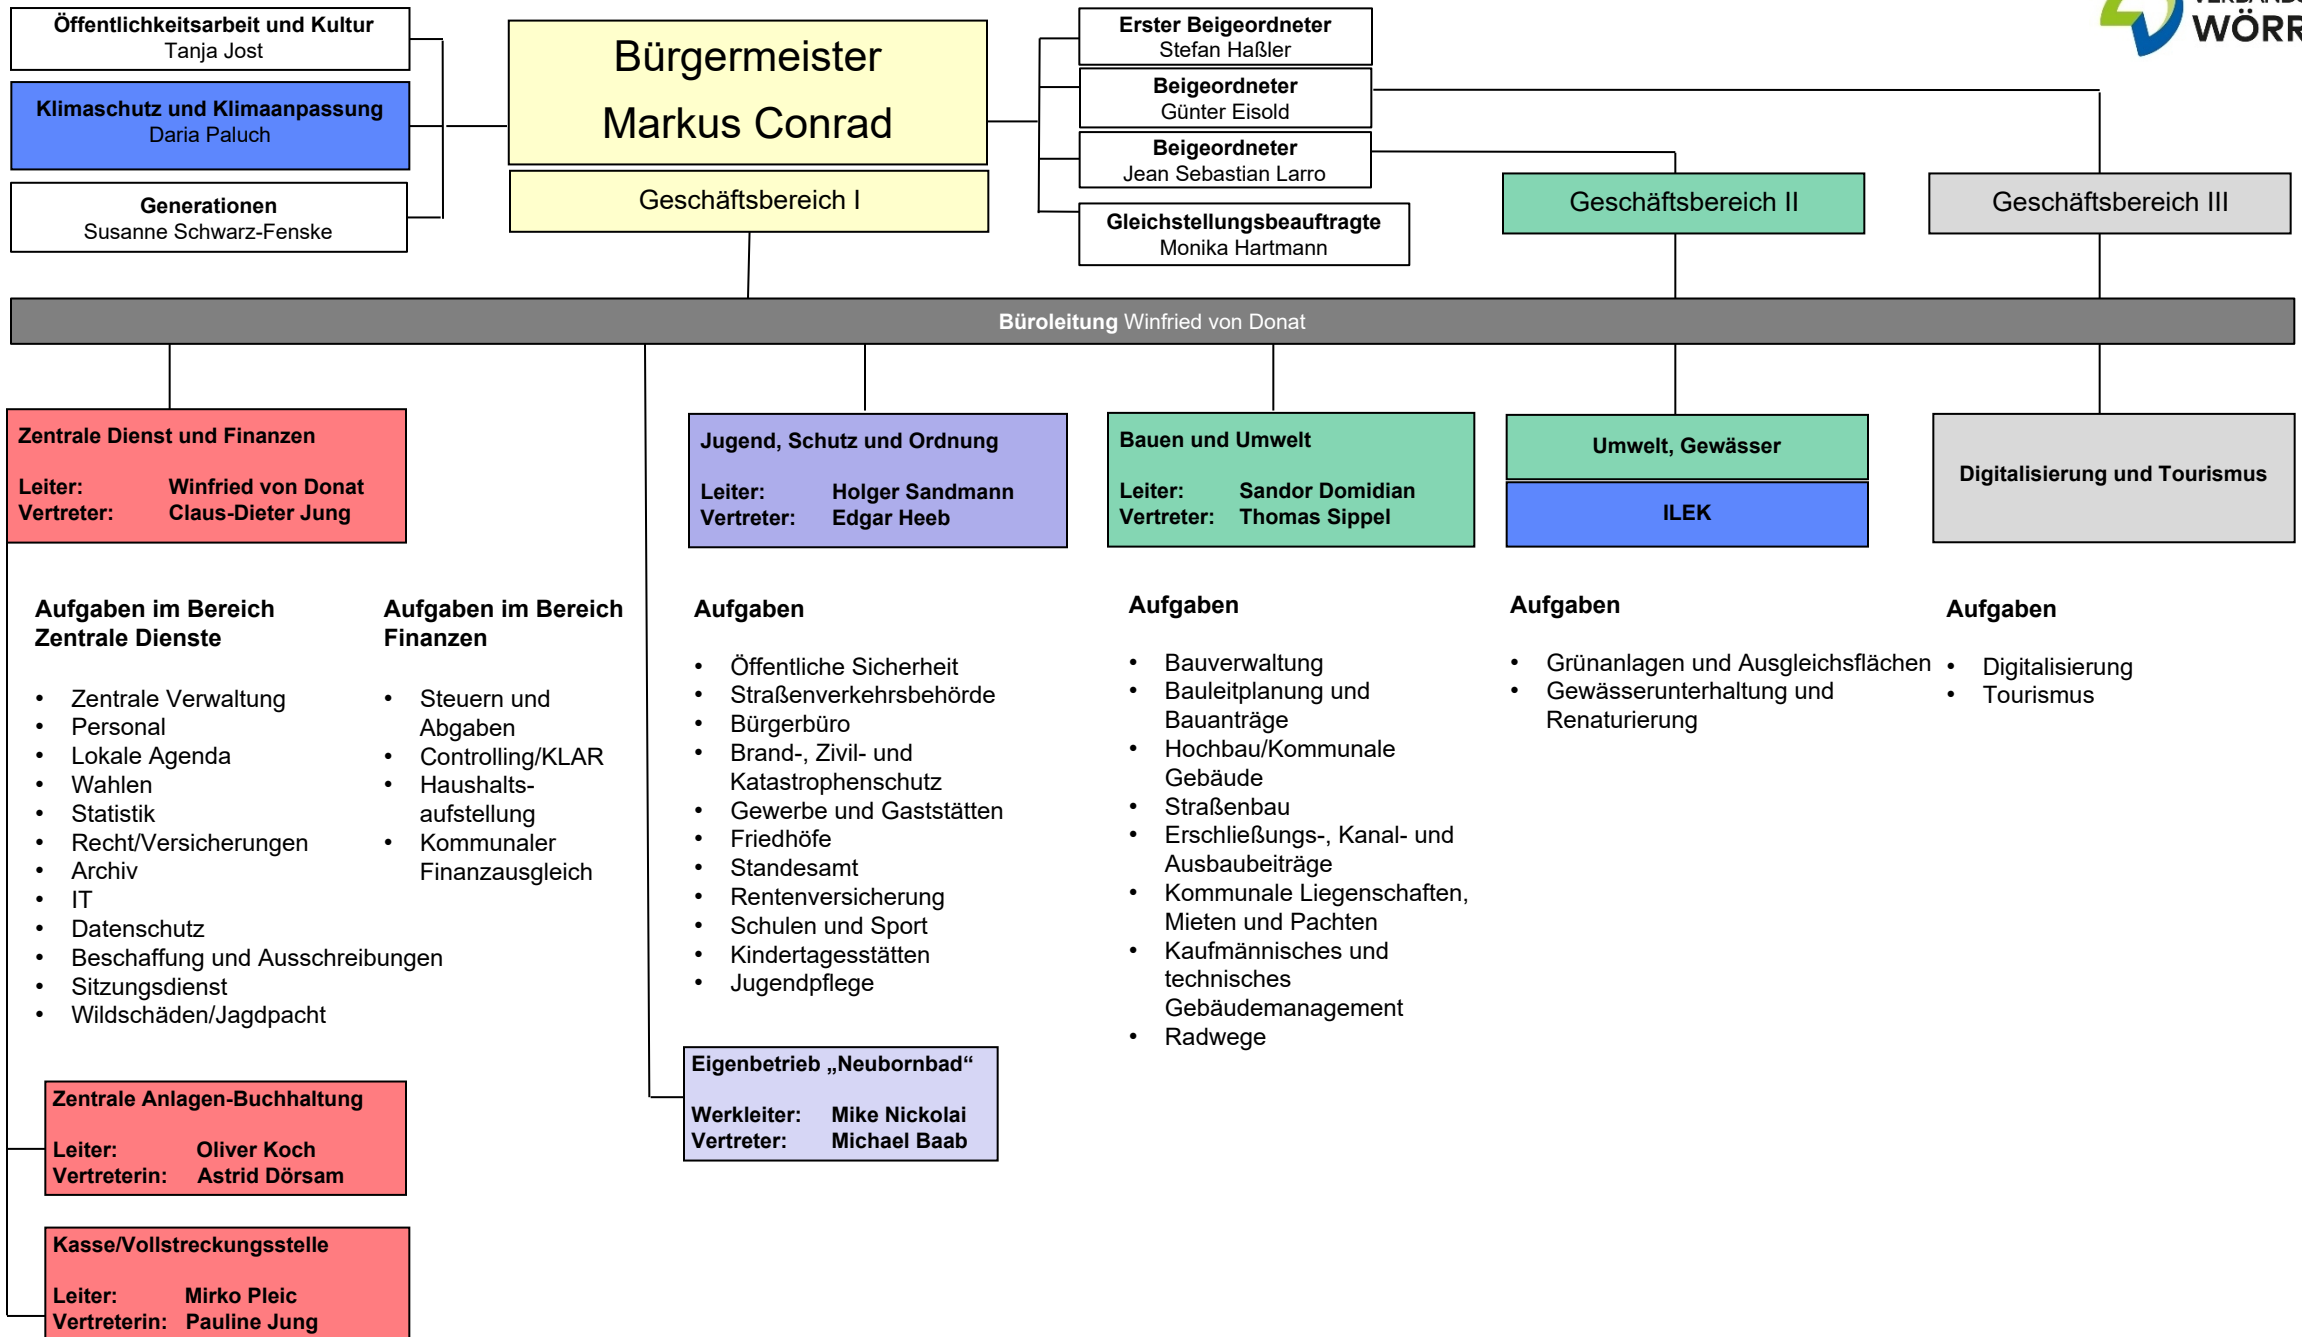 Öffentlichkeitsarbeit und Kultur
Tanja Jost
Klimaschutz und Klimaanpassung
Daria Paluch
Generationen
Susanne Schwarz-Fenske
Bürgermeister
Markus Conrad
Geschäftsbereich I
Erster Beigeordneter
Stefan Haßler
Beigeordneter
Günter Eisold
Beigeordneter
Jean Sebastian Larro
Gleichstellungsbeauftragte
Monika Hartmann
WÖRR
Geschäftsbereich II
Geschäftsbereich III
Büroleitung Winfried von Donat
Zentrale Dienst und Finanzen
Leiter: Winfried von Donat
Vertreter: Claus-Dieter Jung
Aufgaben im Bereich
Zentrale Dienste
• Zentrale Verwaltung
• Personal
• Lokale Agenda
• Wahlen
• Statistik
• Recht/Versicherungen
• Archiv
• IT
• Datenschutz
• Beschaffung und Ausschreibungen
• Sitzungsdienst
• Wildschäden/Jagdpacht
Aufgaben im Bereich
Finanzen
• Steuern und
Abgaben
• Controlling/KLAR
• Haushalts-
aufstellung
• Kommunaler
Finanzausgleich
Zentrale Anlagen-Buchhaltung
Leiter: Oliver Koch
Vertreterin: Astrid Dörsam
Kasse/Vollstreckungsstelle
Leiter: Mirko Pleic
Vertreterin: Pauline Jung
Jugend, Schutz und Ordnung
Leiter: Holger Sandmann
Vertreter: Edgar Heeb
Aufgaben
• Öffentliche Sicherheit
• Straßenverkehrsbehörde
• Bürgerbüro
• Brand-, Zivil- und
Katastrophenschutz
• Gewerbe und Gaststätten
• Friedhöfe
• Standesamt
• Rentenversicherung
• Schulen und Sport
• Kindertagesstätten
• Jugendpflege
Eigenbetrieb „Neubornbad“
Werkleiter: Mike Nickolai
Vertreter: Michael Baab
Bauen und Umwelt
Leiter: Sandor Domidian
Vertreter: Thomas Sippel
Aufgaben
• Bauverwaltung
• Bauleitplanung und
Bauanträge
• Hochbau/Kommunale
Gebäude
• Straßenbau
• Erschließungs-, Kanal- und
Ausbaubeiträge
• Kommunale Liegenschaften,
Mieten und Pachten
• Kaufmännisches und
technisches
Gebäudemanagement
• Radwege
Umwelt, Gewässer
ILEK
Aufgaben
• Grünanlagen und Ausgleichsflächen
• Gewässerunterhaltung und
Renaturierung
Digitalisierung und Tourismus
Aufgaben
• Digitalisierung
• Tourismus